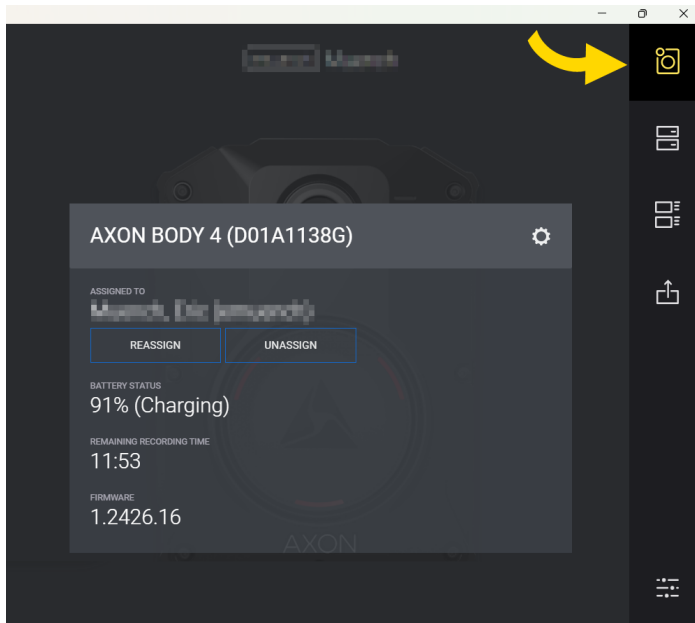 AXON BODY 4 (D01A1138G)
ASSIGNED TO
REASSIGN
UNASSIGN
BATTERY STATUS
91% (Charging)
REMAINING RECORDING TIME
11:53
FIRMWARE
1.2426.16
AXON